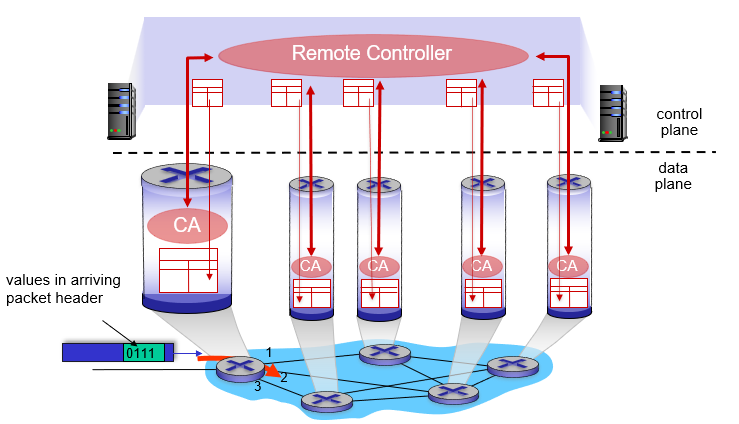 Remote Controller
control
plane
data
plane
CA
CA
CA
CA
CA
values in arriving
packet header
0111
1
2
3